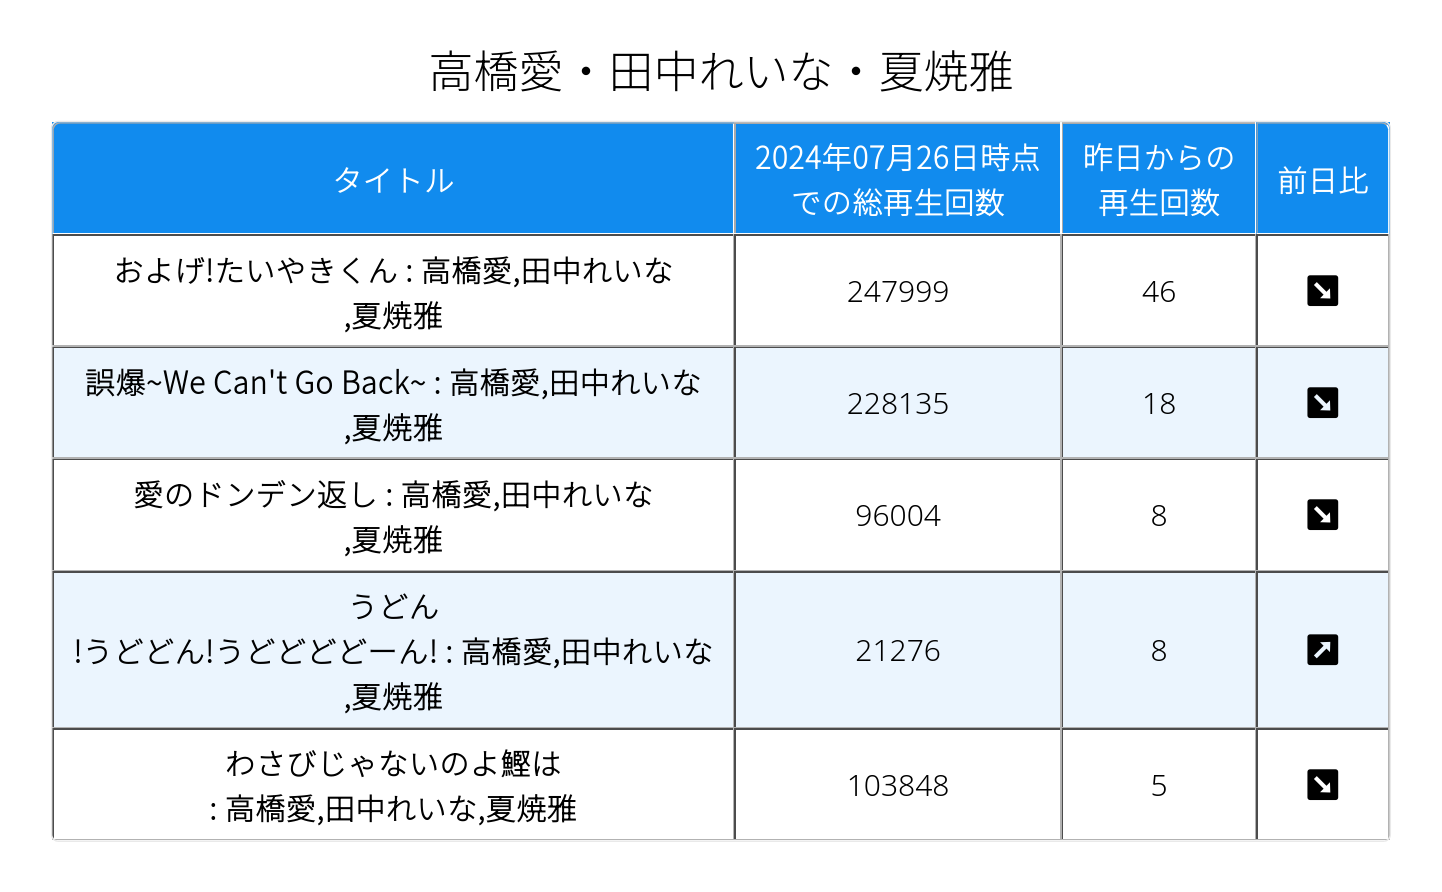 高橋愛・田中れいな・夏焼雅
タイトル
2024年07月26日時点
での総再生回数
昨日からの
再生回数
前日比
およげ!たいやきくん : 高橋愛,田中れいな
,夏焼雅
247999
46
誤爆~We Can't Go Back~ : 高橋愛,田中れいな
,夏焼雅
228135
18
愛のドンデン返し : 高橋愛,田中れいな
,夏焼雅
96004
8
うどん
!うどどん!うどどどどーん! : 高橋愛,田中れいな
,夏焼雅
21276
8
わさびじゃないのよ鰹は
: 高橋愛,田中れいな,夏焼雅
103848
5